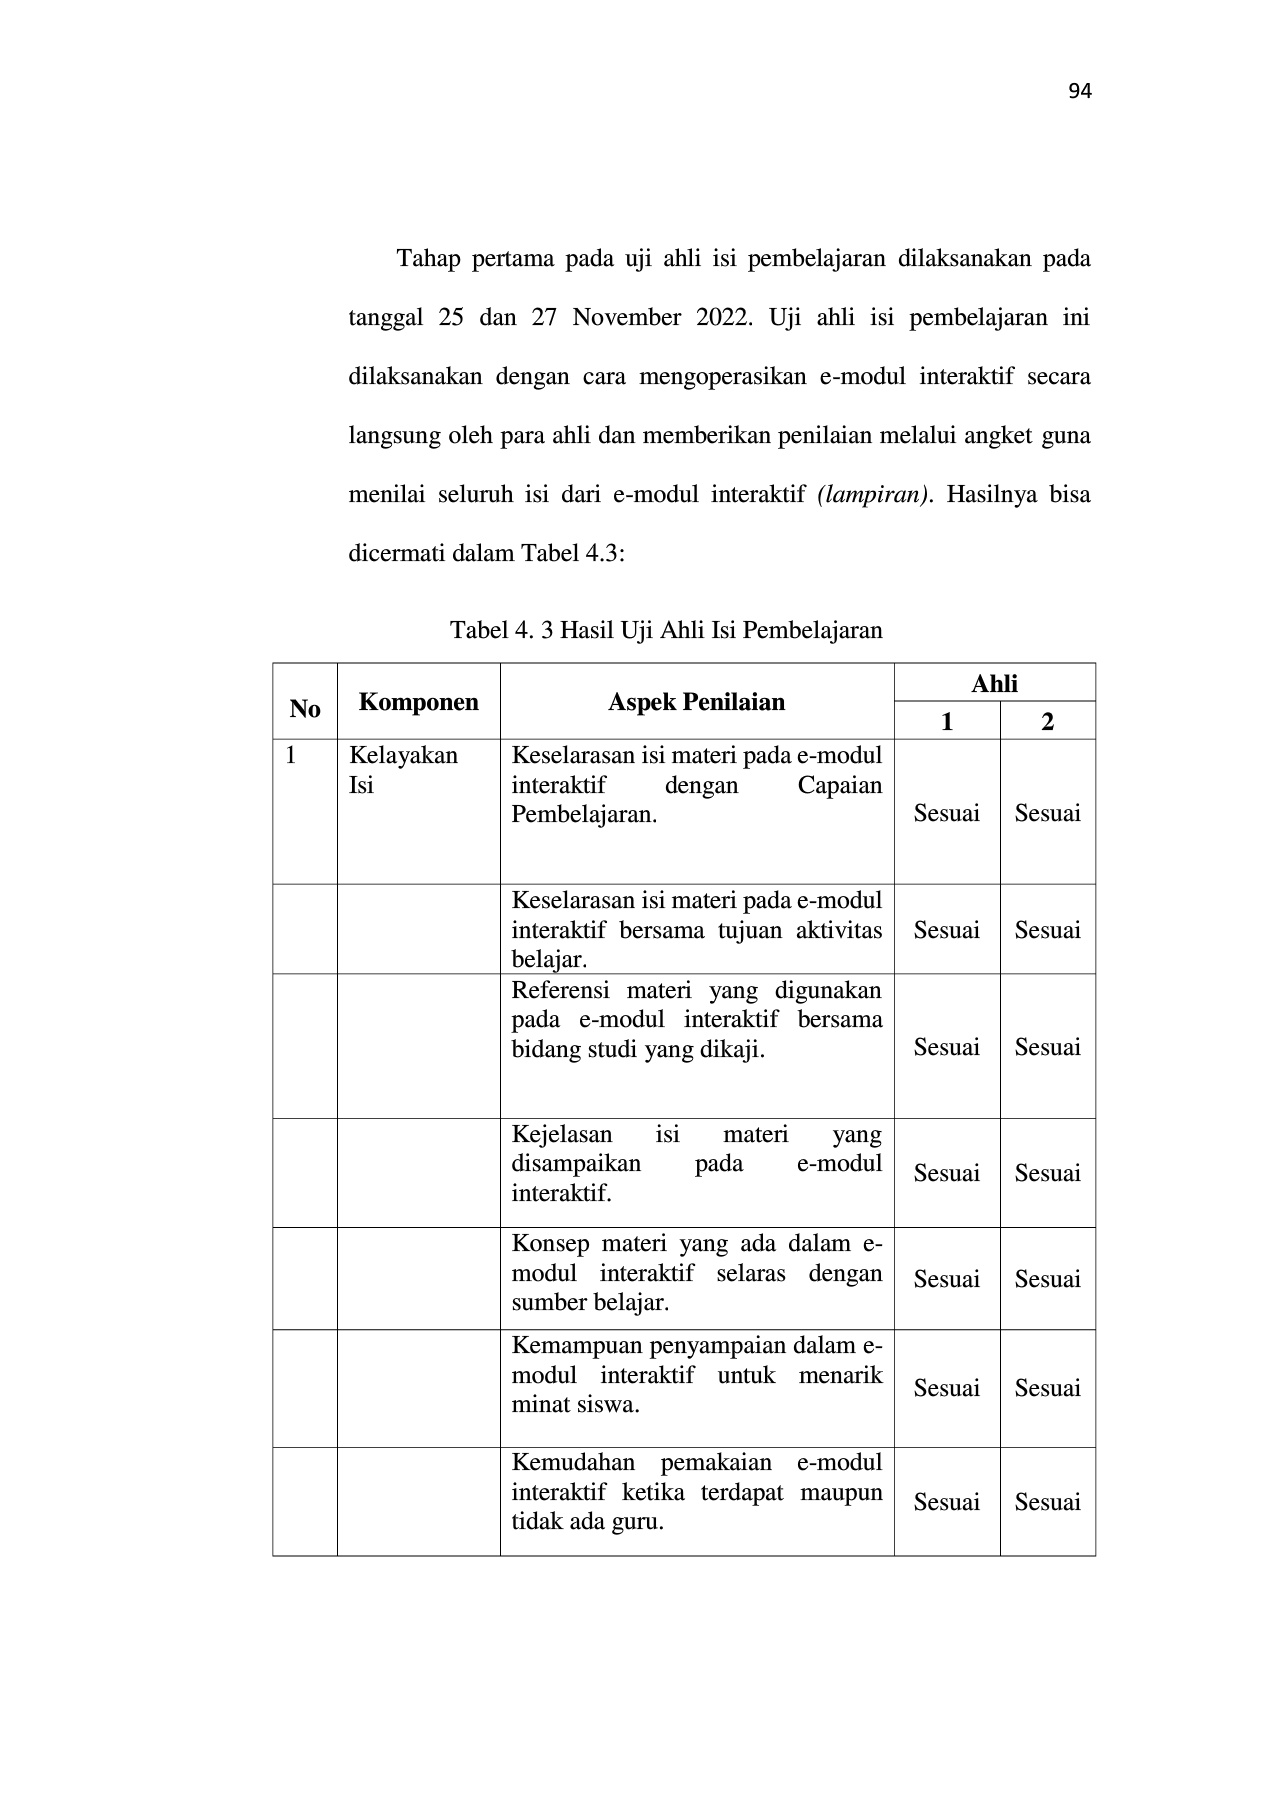 94
Tahap pertama pada uji ahli isi pembelajaran dilaksanakan pada
tanggal 25 dan 27 November 2022. Uji ahli isi pembelajaran ini
dilaksanakan dengan cara mengoperasikan e-modul interaktif secara
langsung oleh para ahli dan memberikan penilaian melalui angket guna
menilai seluruh isi dari e-modul interaktif (lampiran). Hasilnya bisa
dicermati dalam Tabel 4.3:
Tabel 4. 3 Hasil Uji Ahli Isi Pembelajaran
No Komponen Aspek Penilaian Ahli
1 2
1 Kelayakan Keselarasan isi materi pada e-modul
Isi interaktif dengan Capaian
Pembelajaran. Sesuai Sesuai
Keselarasan isi materi pada e-modul
interaktif bersama tujuan aktivitas Sesuai Sesuai
belajar.
Referensi materi yang digunakan
pada e-modul interaktif bersama
bidang studi yang dikaji. Sesuai Sesuai
Kejelasan isi materi yang
disampaikan pada e-modul Sesuai Sesuai
interaktif.
Konsep materi yang ada dalam e-
modul interaktif selaras dengan Sesuai Sesuai
sumber belajar.
Kemampuan penyampaian dalam e-
modul interaktif untuk menarik Sesuai Sesuai
minat siswa.
Kemudahan pemakaian e-modul
interaktif ketika terdapat maupun Sesuai Sesuai
tidak ada guru.